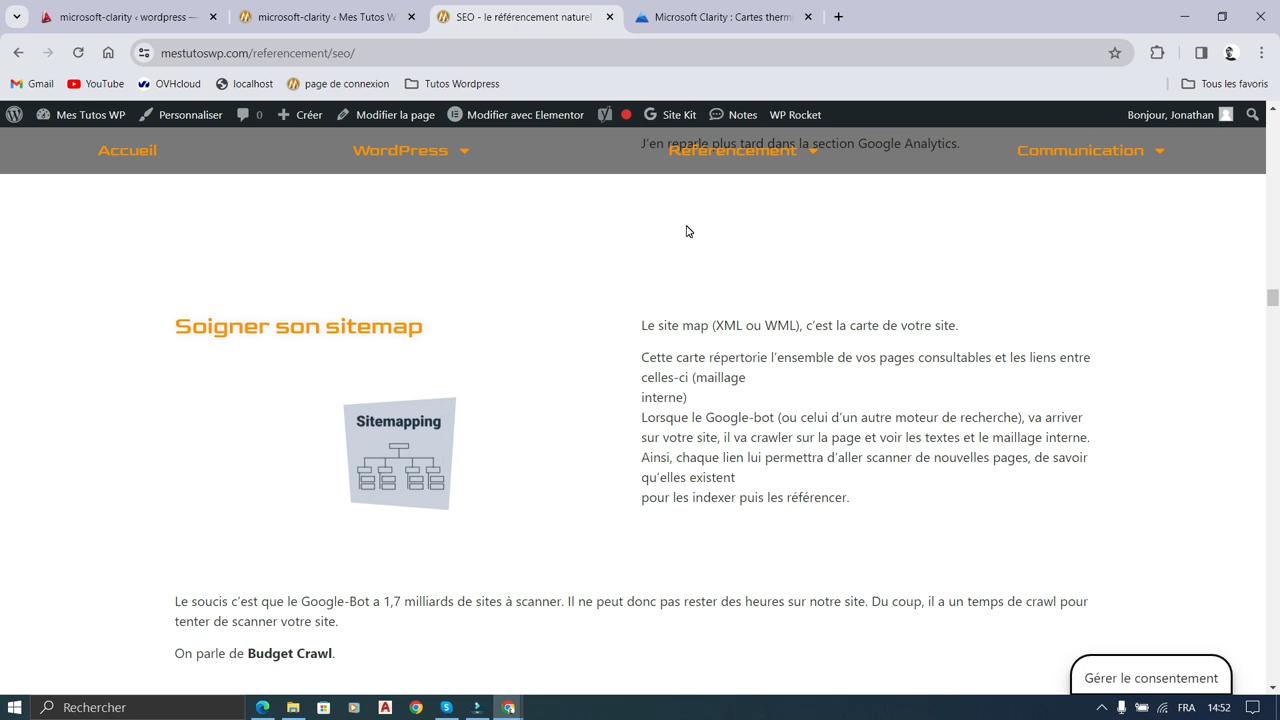 microsoft-clarity ‹ wordpress —
microsoft-clarity ‹ Mes Tutos W
SEO - le référencement naturel
Microsoft Clarity : Cartes therm
mestutoswp.com/referencement/seo/
Gmail
YouTube
OVHcloud
localhost
page de connexion
Tutos Wordpress
Tous les favoris
Mes Tutos WP
Personnaliser
0
Créer
Modifier la page
Modifier avec Elementor
Site Kit
Notes
WP Rocket
Bonjour, Jonathan
J'en reparle plus tard dans la section Google Analytics.
Accueil
WordPress
Référencement
Communication
Soigner son sitemap
Sitemapping
Le site map (XML ou WML), c'est la carte de votre site.
Cette carte répertorie l'ensemble de vos pages consultables et les liens entre
celles-ci (maillage
interne)
Lorsque le Google-bot (ou celui d'un autre moteur de recherche), va arriver
sur votre site, il va crawler sur la page et voir les textes et le maillage interne.
Ainsi, chaque lien lui permettra d'aller scanner de nouvelles pages, de savoir
qu'elles existent
pour les indexer puis les référencer.
Le soucis c'est que le Google-Bot a 1,7 milliards de sites à scanner. Il ne peut donc pas rester des heures sur notre site. Du coup, il a un temps de crawl pour
tenter de scanner votre site.
On parle de Budget Crawl.
Gérer le consentement
Rechercher
FRA
14:52